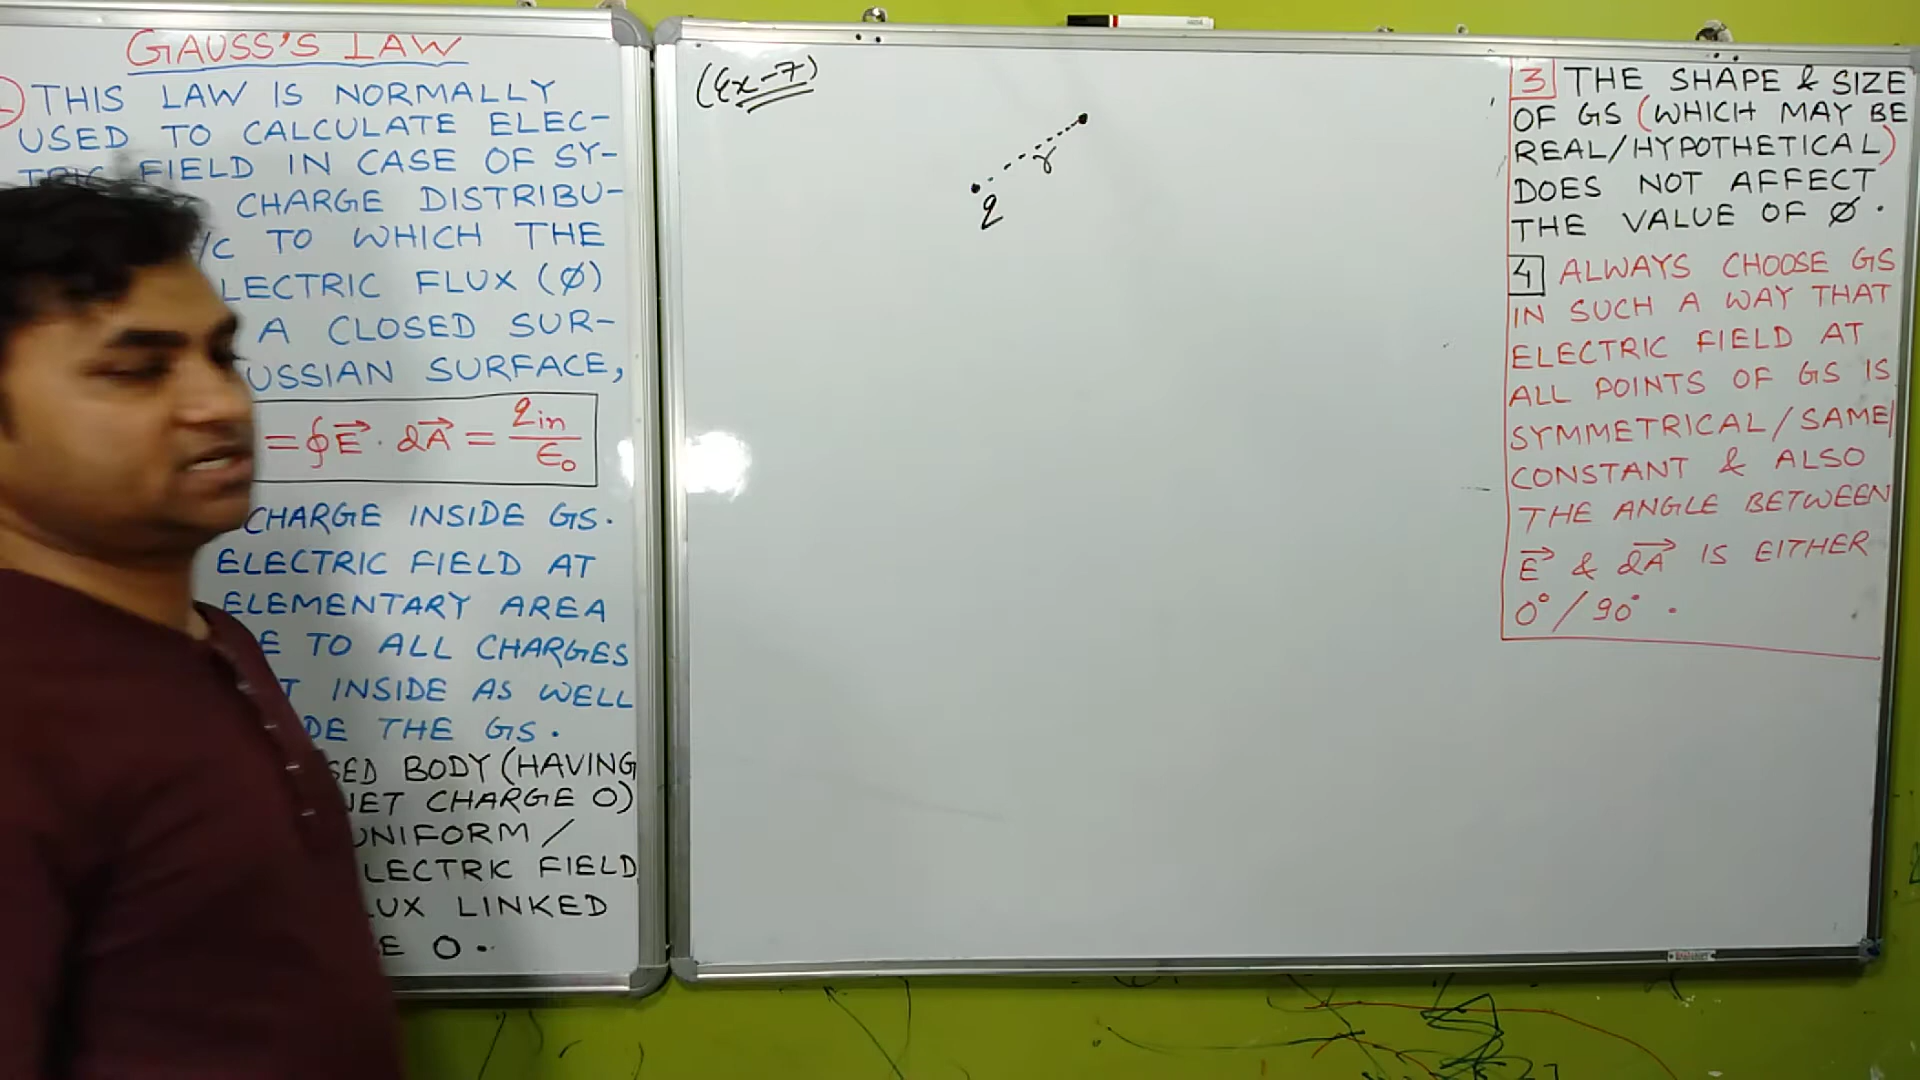 GAUSS'S LAW
THIS LAW IS NORMALLY
USED TO CALCULATE ELEC-
TRIC FIELD IN CASE OF SY-
CHARGE DISTRIBU-
TO WHICH THE
LECTRIC FLUX (Ø)
A CLOSED SUR-
USSIAN SURFACE,
= ∮E⃗ · dA⃗ = qin/ϵ₀
CHARGE INSIDE GS.
ELECTRIC FIELD AT
ELEMENTARY AREA
E TO ALL CHARGES
T INSIDE AS WELL
DE THE GS.
SED BODY (HAVING
NET CHARGE 0)
UNIFORM /
LECTRIC FIELD
LUX LINKED
E 0.
(Ex-7)
r
q
3 THE SHAPE & SIZE
OF GS (WHICH MAY BE
REAL/HYPOTHETICAL)
DOES NOT AFFECT
THE VALUE OF Ø.
4 ALWAYS CHOOSE GS
IN SUCH A WAY THAT
ELECTRIC FIELD AT
ALL POINTS OF GS IS
SYMMETRICAL/SAME/
CONSTANT & ALSO
THE ANGLE BETWEEN
E⃗ & dA⃗ IS EITHER
0°/90°.